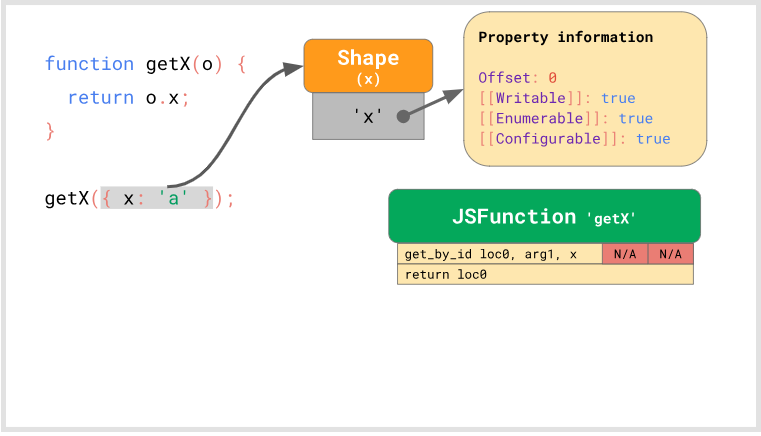 function getX(o) {
return o.x;
}
getX({ x: 'a' });
Shape
(x)
'x'
Property information
Offset: 0
[[Writable]]: true
[[Enumerable]]: true
[[Configurable]]: true
JSFunction 'getX'
get_by_id loc0, arg1, x N/A N/A
return loc0